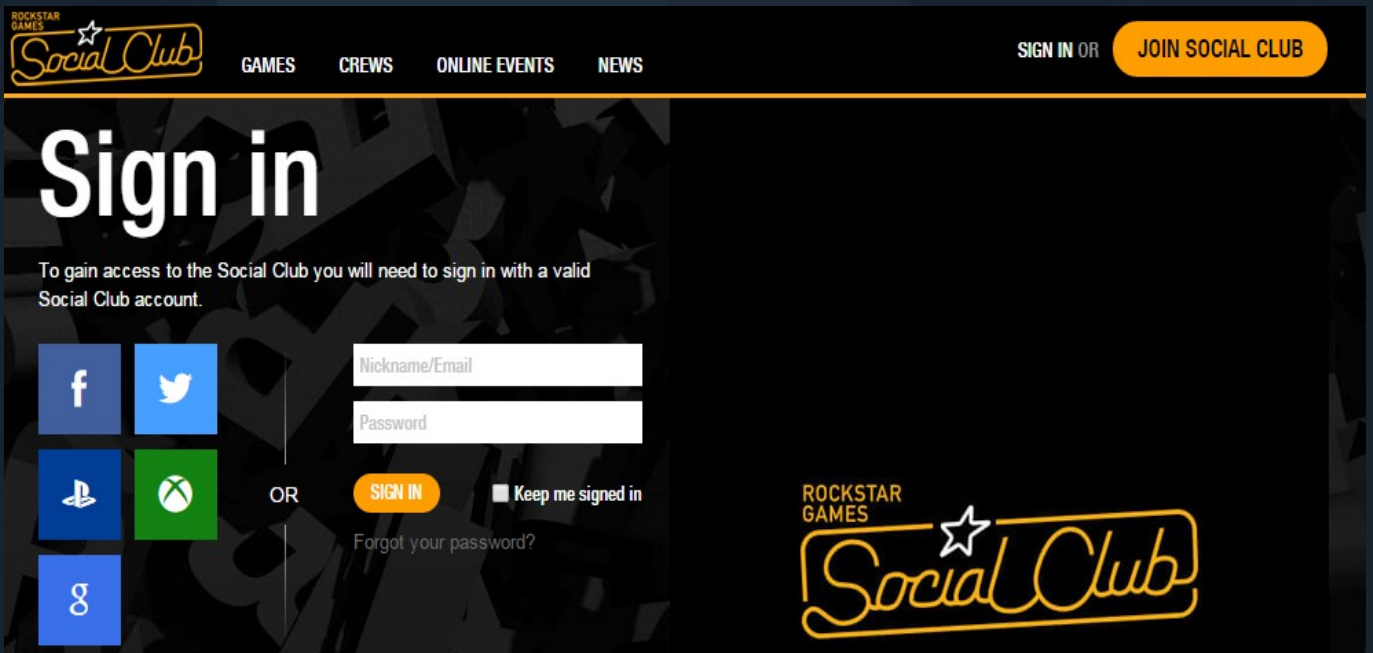 ROCKSTAR
GAMES
Social Club
GAMES CREWS ONLINE EVENTS NEWS
SIGN IN OR JOIN SOCIAL CLUB
Sign in
To gain access to the Social Club you will need to sign in with a valid
Social Club account.
Nickname/Email
Password
OR
SIGN IN Keep me signed in
Forgot your password?
ROCKSTAR
GAMES
Social Club